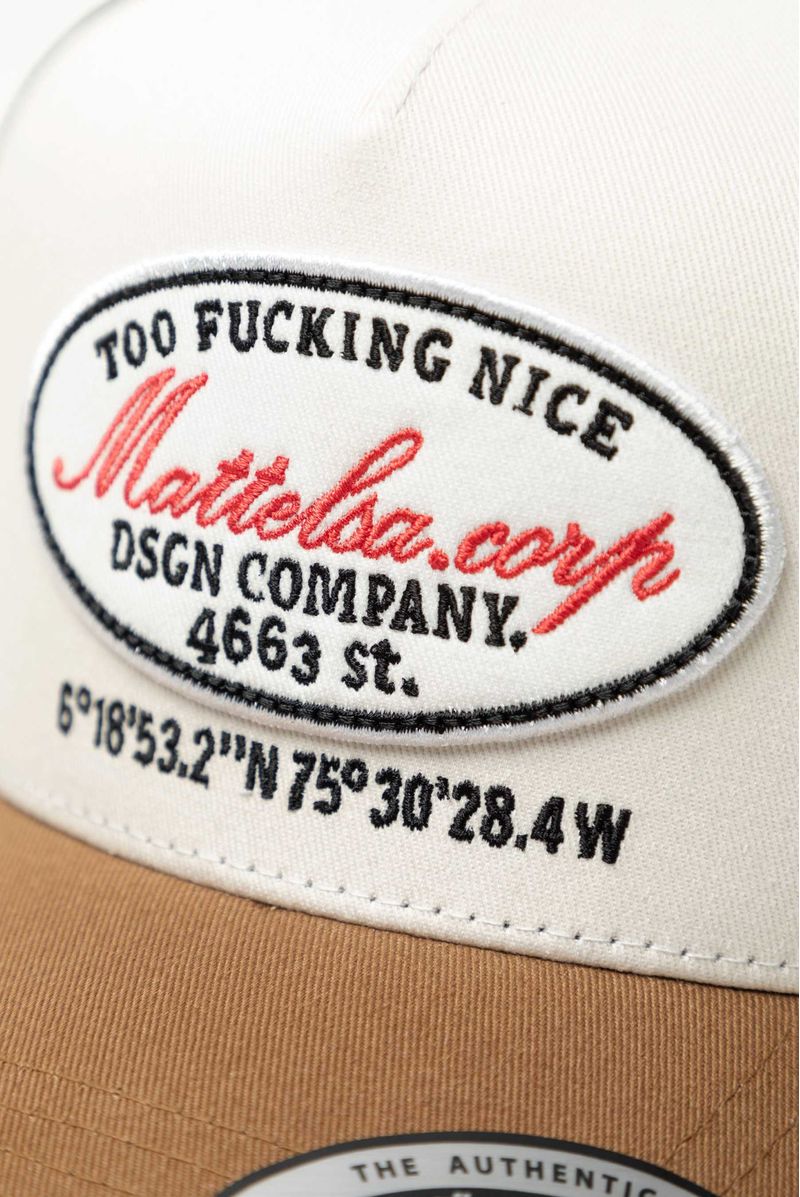 TOO FUCKING NICE
Mattelsa.corp
DSGN COMPANY.
4663 st.
6°18'53.2"N 75°30'28.4W
THE AUTHENTIC